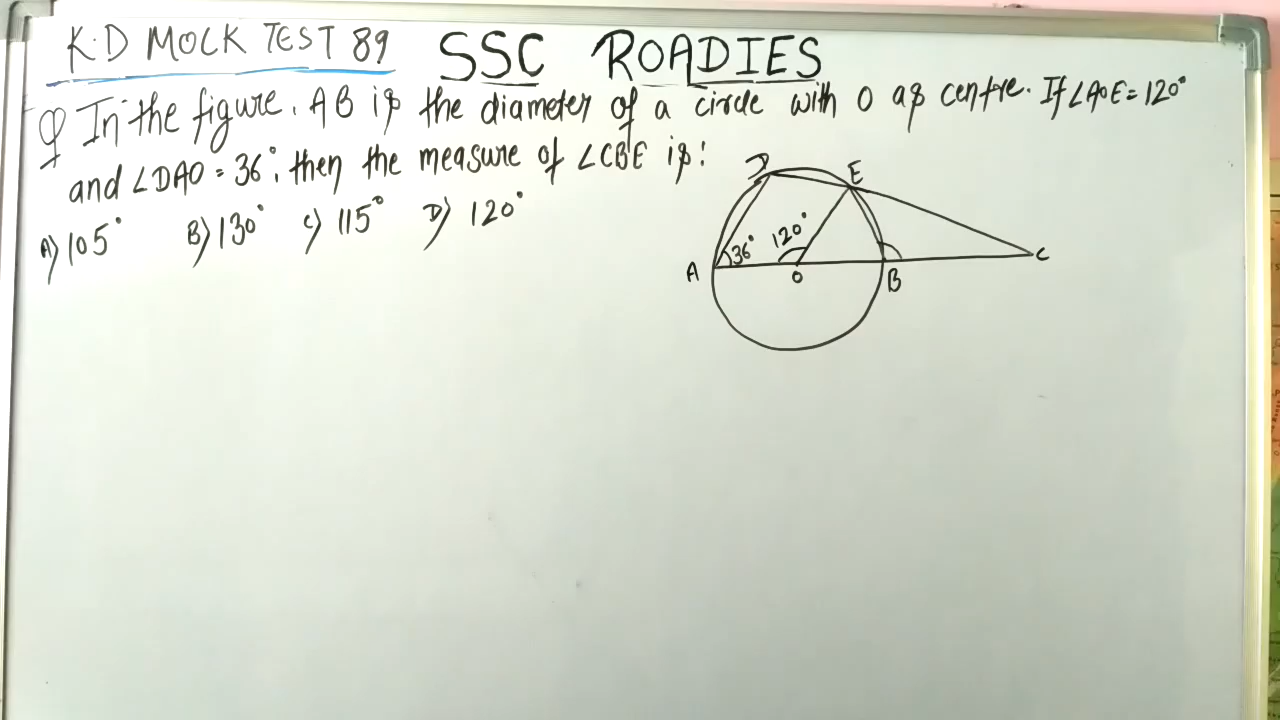 K.D MOCK TEST 89 SSC ROADIES
Q In the figure. AB is the diameter of a circle with O as centre. If ∠AOE = 120°
and ∠DAO = 36°, then the measure of ∠CBE is:
A) 105° B) 130° C) 115° D) 120°
D E
36° 120°
A O B C